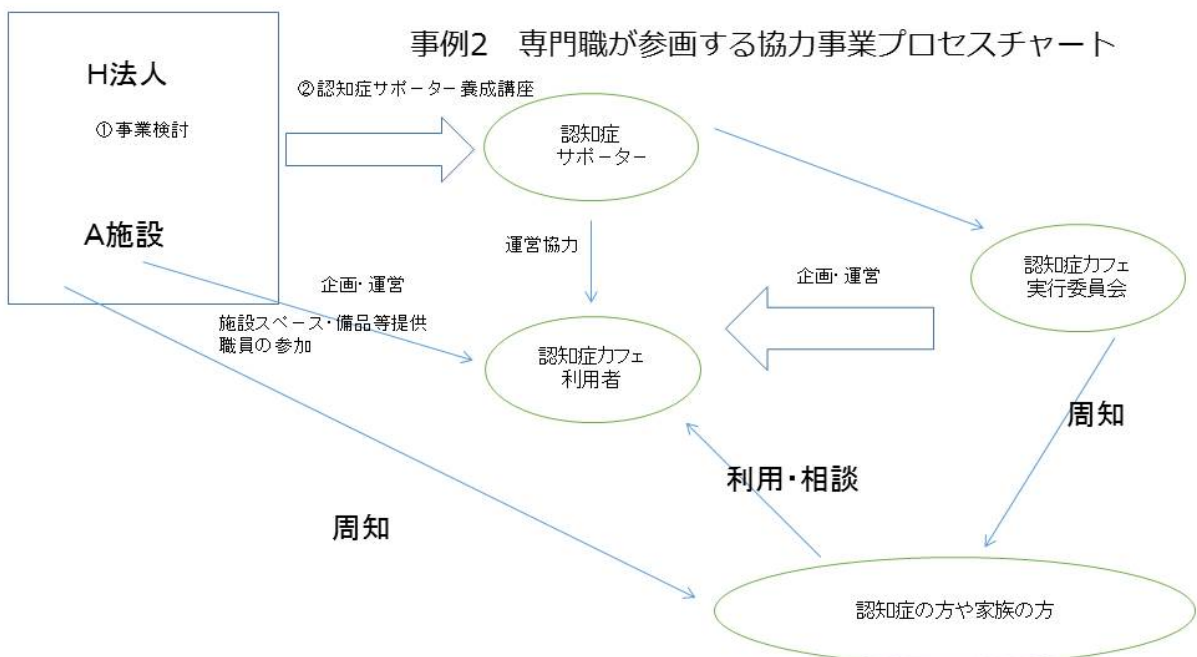 事例2　専門職が参画する協力事業プロセスチャート
H法人
①事業検討
A施設
②認知症サポーター養成講座
認知症
サポーター
運営協力
企画・運営
施設スペース・備品等提供
職員の参加
認知症カフェ
利用者
企画・運営
認知症カフェ
実行委員会
周知
利用・相談
周知
認知症の方や家族の方